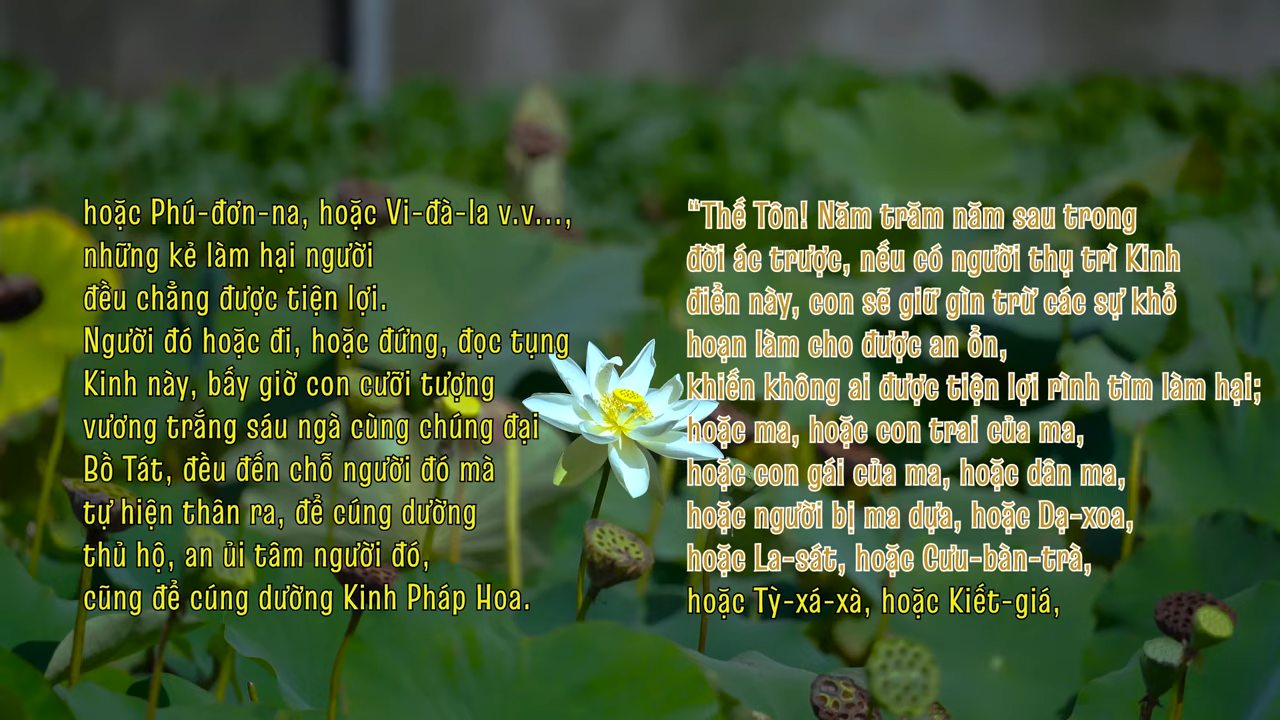 hoặc Phú-đơn-na, hoặc Vi-đà-la v.v...,
những kẻ làm hại người
đều chẳng được tiện lợi.
Người đó hoặc đi, hoặc đứng, đọc tụng
Kinh này, bấy giờ con cưỡi tượng
vương trắng sáu ngà cùng chúng đại
Bồ Tát, đều đến chỗ người đó mà
tự hiện thân ra, để cúng dường
thủ hộ, an ủi tâm người đó,
cũng để cúng dường Kinh Pháp Hoa.
“Thế Tôn! Năm trăm năm sau trong
đời ác trược, nếu có người thụ trì Kinh
điển này, con sẽ giữ gìn trừ các sự khổ
hoạn làm cho được an ổn,
khiến không ai được tiện lợi rình tìm làm hại;
hoặc ma, hoặc con trai của ma,
hoặc con gái của ma, hoặc dân ma,
hoặc người bị ma dựa, hoặc Dạ-xoa,
hoặc La-sát, hoặc Cưu-bàn-trà,
hoặc Tỳ-xá-xà, hoặc Kiết-giá,